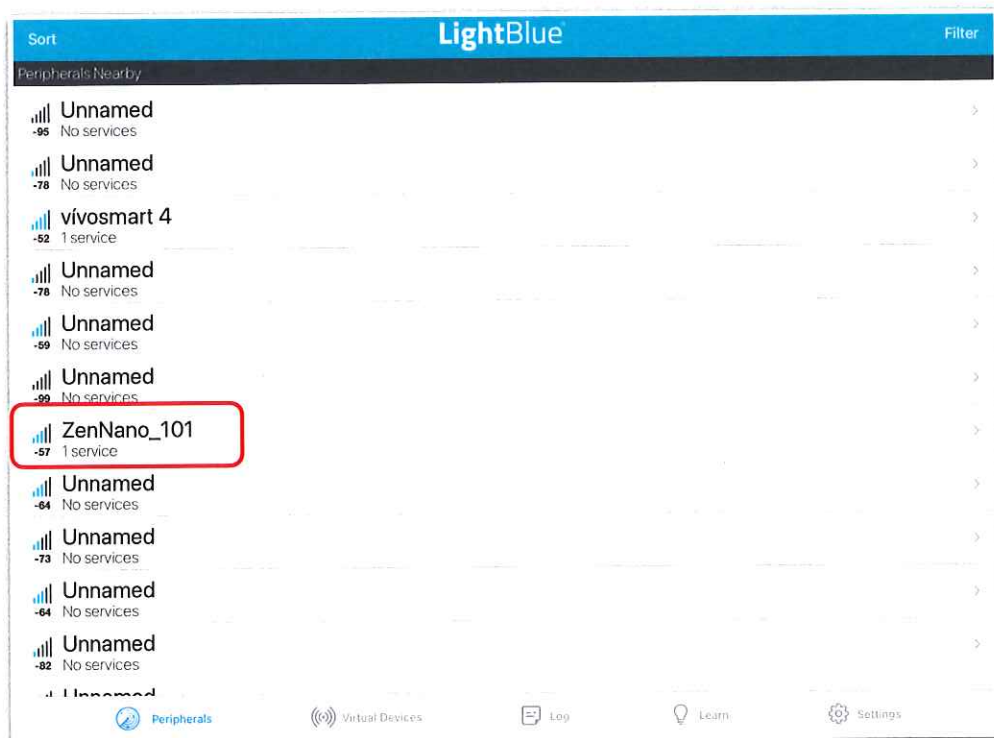 Sort LightBlue Filter
Peripherals Nearby
Unnamed
-95 No services
Unnamed
-78 No services
vívosmart 4
-52 1 service
Unnamed
-78 No services
Unnamed
-59 No services
Unnamed
-99 No services
ZenNano_101
-57 1 service
Unnamed
-64 No services
Unnamed
-73 No services
Unnamed
-64 No services
Unnamed
-82 No services
Unnamed
Peripherals Virtual Devices Log Learn Settings